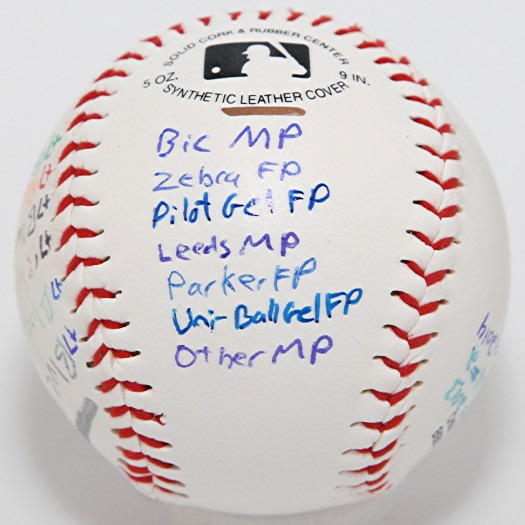 SOLID CORK & RUBBER CENTER
5 OZ. 9 IN.
SYNTHETIC LEATHER COVER
Bic MP
Zebra FP
Pilot Gel FP
Leeds MP
Parker FP
Uni-Ball Gel FP
Other MP